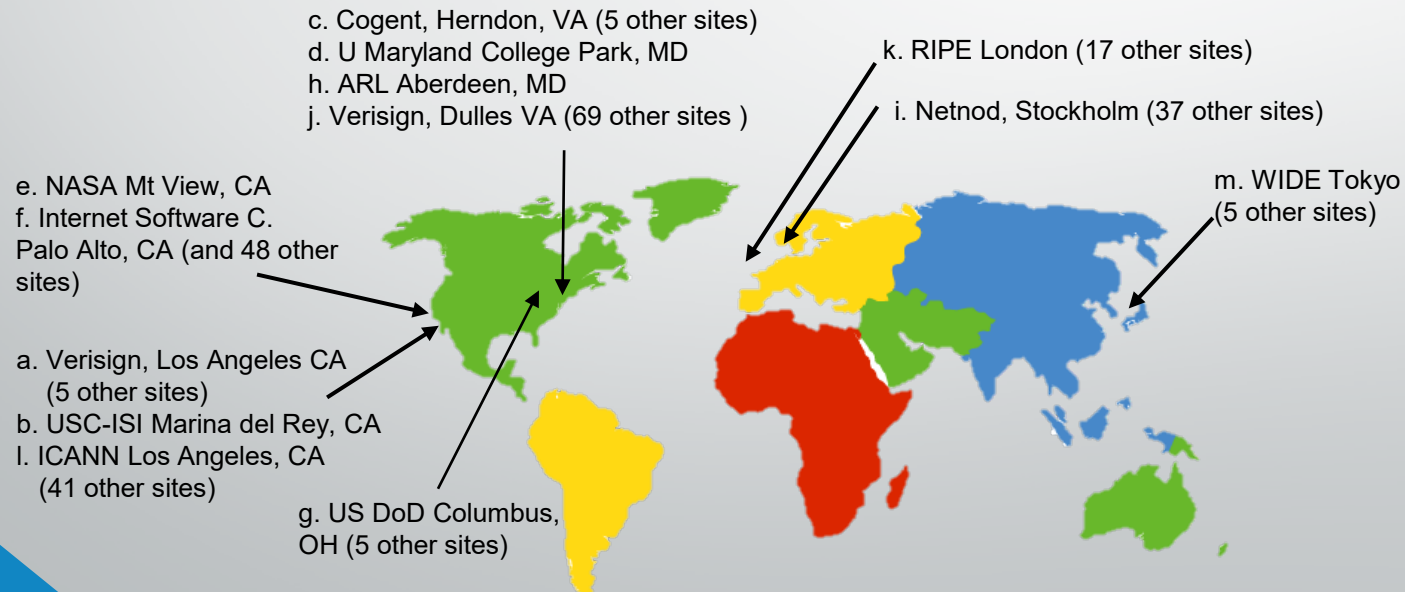 c. Cogent, Herndon, VA (5 other sites)
d. U Maryland College Park, MD
h. ARL Aberdeen, MD
j. Verisign, Dulles VA (69 other sites )
k. RIPE London (17 other sites)
i. Netnod, Stockholm (37 other sites)
m. WIDE Tokyo
(5 other sites)
e. NASA Mt View, CA
f. Internet Software C.
Palo Alto, CA (and 48 other
sites)
a. Verisign, Los Angeles CA
(5 other sites)
b. USC-ISI Marina del Rey, CA
l. ICANN Los Angeles, CA
(41 other sites)
g. US DoD Columbus,
OH (5 other sites)